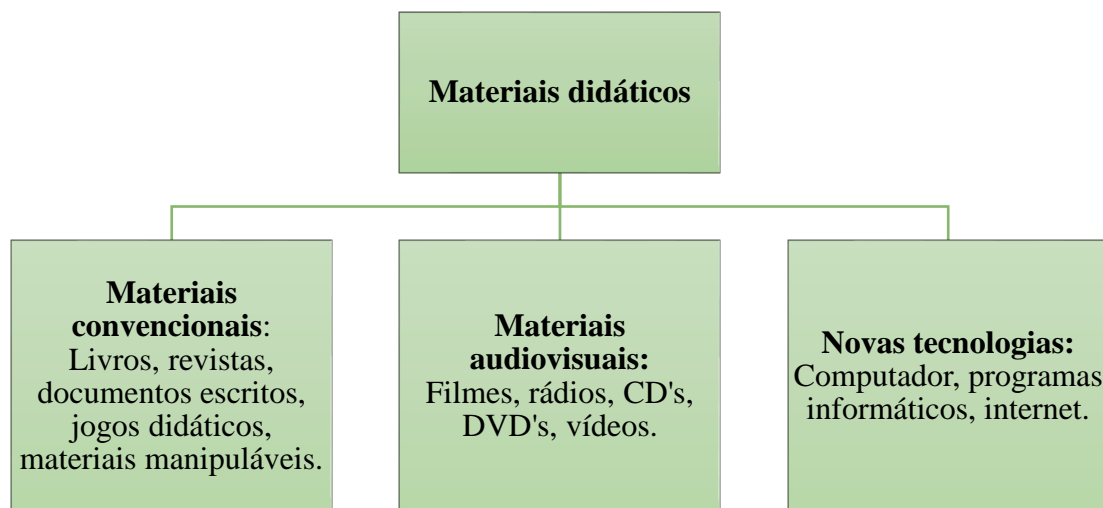 Materiais didáticos
Materiais
convencionais:
Livros, revistas,
documentos escritos,
jogos didáticos,
materiais manipuláveis.
Materiais
audiovisuais:
Filmes, rádios, CD's,
DVD's, vídeos.
Novas tecnologias:
Computador, programas
informáticos, internet.